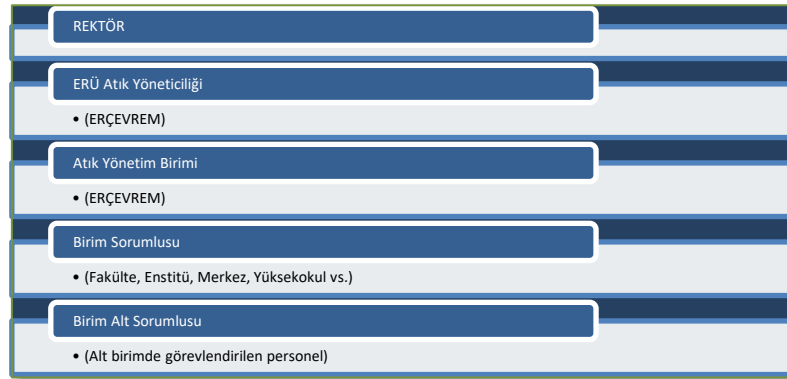 REKTÖR
ERÜ Atık Yöneticiliği
• (ERÇEVREM)
Atık Yönetim Birimi
• (ERÇEVREM)
Birim Sorumlusu
• (Fakülte, Enstitü, Merkez, Yüksekokul vs.)
Birim Alt Sorumlusu
• (Alt birimde görevlendirilen personel)